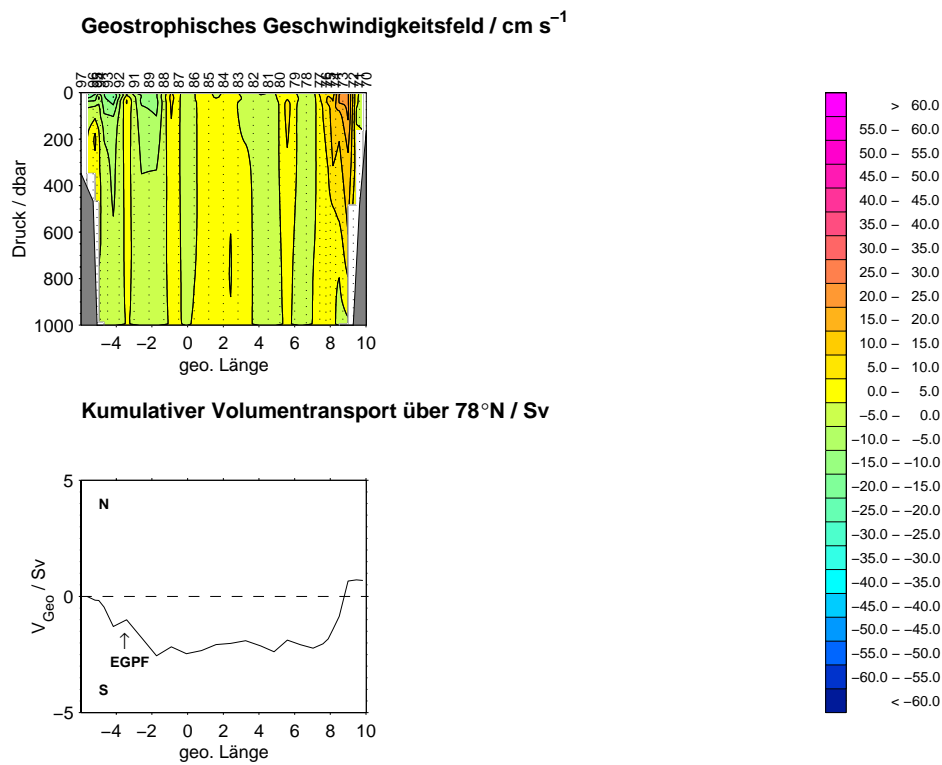 Geostrophisches Geschwindigkeitsfeld / cm s⁻¹
97 93 92 91 89 88 87 86 85 84 83 82 81 80 79 78 77 73 72 71 70
0
200
400
600
800
1000
Druck / dbar
−4 −2 0 2 4 6 8 10
geo. Länge
> 60.0
55.0 – 60.0
50.0 – 55.0
45.0 – 50.0
40.0 – 45.0
35.0 – 40.0
30.0 – 35.0
25.0 – 30.0
20.0 – 25.0
15.0 – 20.0
10.0 – 15.0
5.0 – 10.0
0.0 – 5.0
−5.0 – 0.0
−10.0 – −5.0
−15.0 – −10.0
−20.0 – −15.0
−25.0 – −20.0
−30.0 – −25.0
−35.0 – −30.0
−40.0 – −35.0
−45.0 – −40.0
−50.0 – −45.0
−55.0 – −50.0
−60.0 – −55.0
< −60.0
Kumulativer Volumentransport über 78°N / Sv
5
0
−5
V_Geo / Sv
N
EGPF
S
−4 −2 0 2 4 6 8 10
geo. Länge